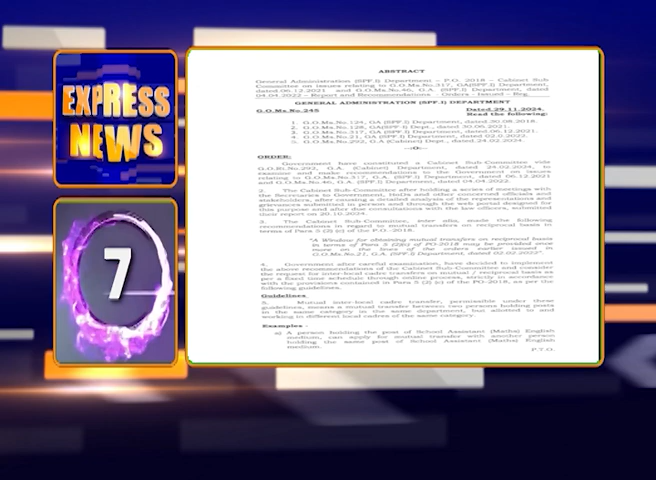 EXPRESS
NEWS
7
ABSTRACT
General Administration (SPF.I) Department – P.O. 2018 – Cabinet Sub
Committee on issues relating to G.O.Ms.No.317, GA(SPF.I) Department,
dated.06.12.2021 and G.O.Ms.No.46, G.A. (SPF.I) Department, dated
04.04.2022 – Report and Recommendations – Orders – Issued – Reg.
GENERAL ADMINISTRATION (SPF.I) DEPARTMENT
G.O.Ms.No.245 Dated.29.11.2024.
Read the following:
1. G.O.Ms.No.124, GA (SPF.I) Department, dated 30.08.2018.
2. G.O.Ms.No.128, GA(SPF.I) Dept., dated 30.06.2021.
3. G.O.Ms.No.317, GA (SPF.I) Department, dated.06.12.2021.
4. G.O.Ms.No.21, GA (SPF.I) Department, dated 02.0.2022.
5. G.O.Ms.No.292, GA (Cabinet) Dept., dated 24.02.2024.
ORDER:
Government have constituted a Cabinet Sub-Committee vide
G.O.Rt.No.292, G.A. (Cabinet) Department, dated 24.02.2024, to
examine and make recommendations to the Government on issues
relating to G.O.Ms.No.317, G.A. (SPF.I) Department, dated 06.12.2021
and G.O.Ms.No.46, G.A. (SPF.I) Department, dated 04.04.2022.
2. The Cabinet Sub-Committee after holding a series of meetings with
the Secretaries to Government, HoDs and other concerned officials and
stakeholders, after causing a detailed analysis of the representations and
grievances submitted in person and through the web portal designed for
this purpose and after due consultations with the law officers, submitted
their report on 20.10.2024.
3. The Cabinet Sub-Committee, inter alia, made the following
recommendations in regard to mutual transfers on reciprocal basis in
terms of Para 5 (2) (c) of the P.O.-2018.
"A Window for obtaining mutual transfers on reciprocal basis
in terms of Para 5(2)(c) of PO-2018 may be provided once
more on the lines of the orders earlier issued in
G.O.Ms.No.21, GA. (SPF.I) Department, dated 02.02.2022".
4. Government after careful examination, have decided to implement
the above recommendations of the Cabinet Sub-Committee and consider
the request for inter-local cadre transfers on mutual / reciprocal basis as
per a fixed time schedule through online process, strictly in accordance
with the provisions contained in Para 5 (2) (c) of the PO-2018, as per the
following guidelines.
Guidelines
Mutual inter-local cadre transfer, permissible under these
guidelines, means a mutual transfer between two persons holding posts
in the same category in the same department, but allotted to and
working in different local cadres of the same category.
Examples -
a) A person holding the post of School Assistant (Maths) English
medium, can apply for mutual transfer with another person
holding the same post of School Assistant (Maths) English
medium.
P.T.O.